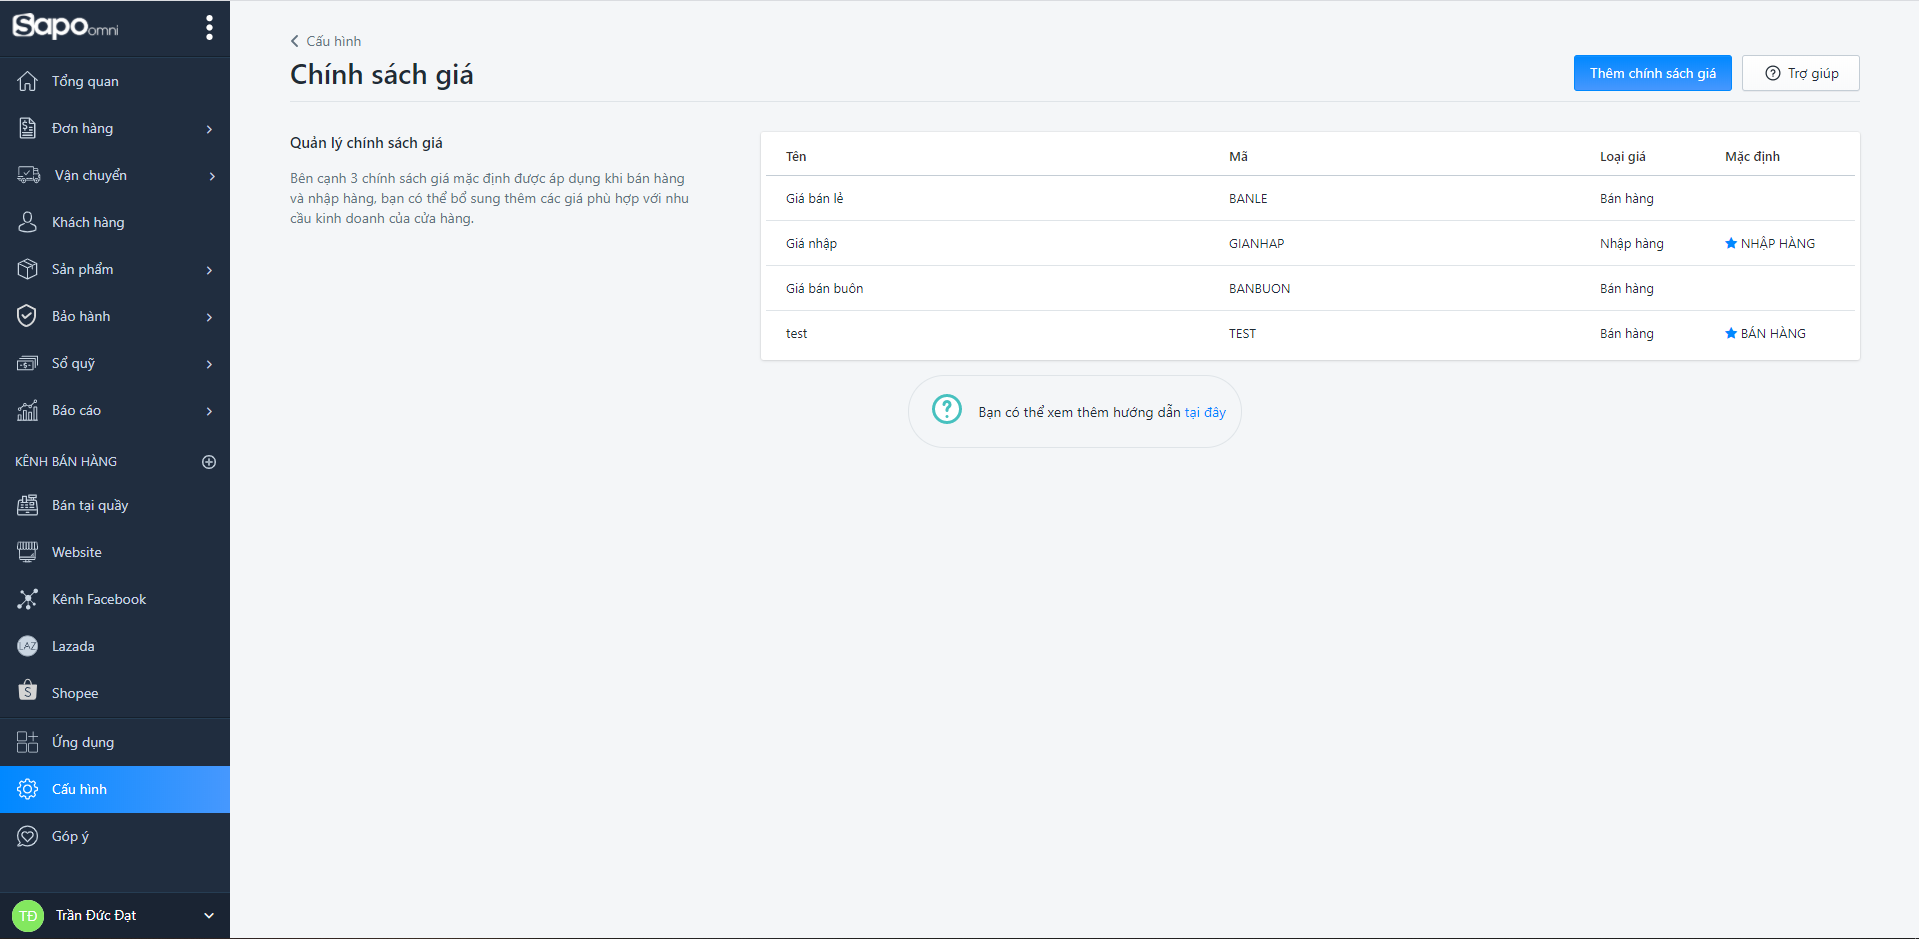 Sapo omni
Tổng quan
Đơn hàng
Vận chuyển
Khách hàng
Sản phẩm
Bảo hành
Sổ quỹ
Báo cáo
KÊNH BÁN HÀNG
Bán tại quầy
Website
Kênh Facebook
LAZ Lazada
S Shopee
Ứng dụng
Cấu hình
Góp ý
TĐ Trần Đức Đạt
Cấu hình
Chính sách giá
Thêm chính sách giá
Trợ giúp
Quản lý chính sách giá
Bên cạnh 3 chính sách giá mặc định được áp dụng khi bán hàng
và nhập hàng, bạn có thể bổ sung thêm các giá phù hợp với nhu
cầu kinh doanh của cửa hàng.
Tên Mã Loại giá Mặc định
Giá bán lẻ BANLE Bán hàng
Giá nhập GIANHAP Nhập hàng NHẬP HÀNG
Giá bán buôn BANBUON Bán hàng
test TEST Bán hàng BÁN HÀNG
Bạn có thể xem thêm hướng dẫn tại đây